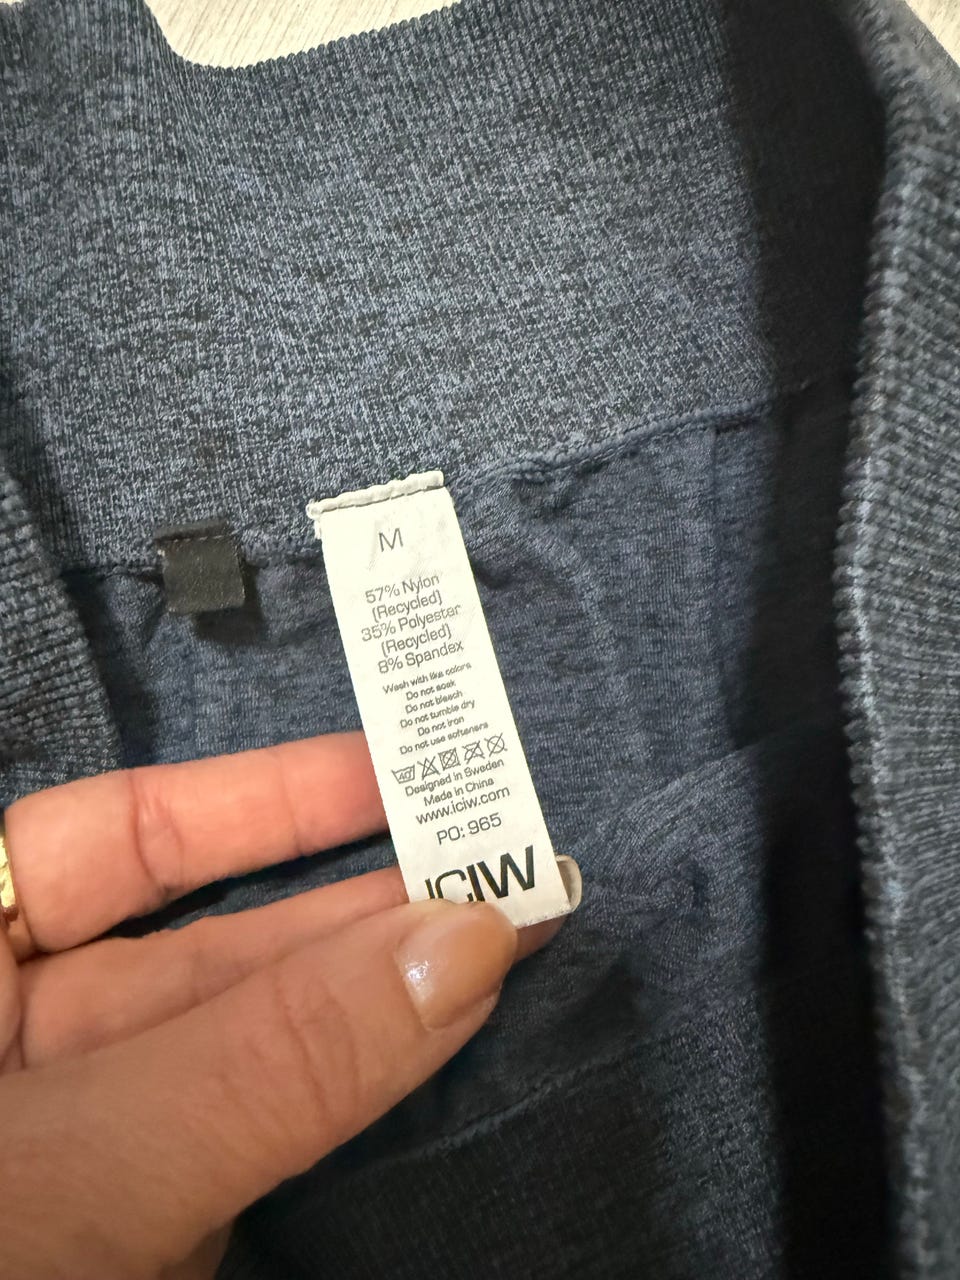 M
57% Nylon
(Recycled)
35% Polyester
(Recycled)
8% Spandex
Wash with like colors
Do not soak
Do not bleach
Do not tumble dry
Do not iron
Do not use softeners
40
Designed in Sweden
Made in China
www.iciw.com
PO: 965
ICIW